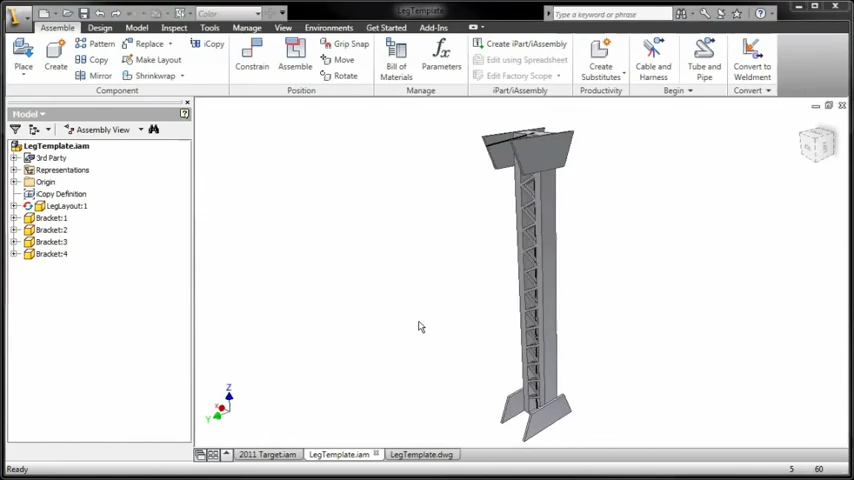 Color
LegTemplate
Type a keyword or phrase
Assemble Design Model Inspect Tools Manage View Environments Get Started Add-Ins
Place
Create
Pattern
Copy
Mirror
Replace
Make Layout
Shrinkwrap
iCopy
Component
Constrain
Assemble
Grip Snap
Move
Rotate
Position
Bill of
Materials
Parameters
Manage
Create iPart/iAssembly
Edit using Spreadsheet
Edit Factory Scope
iPart/iAssembly
Create
Substitutes
Productivity
Cable and
Harness
Tube and
Pipe
Begin
Convert to
Weldment
Convert
Model
Assembly View
LegTemplate.iam
3rd Party
Representations
Origin
iCopy Definition
LegLayout:1
Bracket:1
Bracket:2
Bracket:3
Bracket:4
Z
X
Y
2011 Target.iam LegTemplate.iam LegTemplate.dwg
Ready 5 60